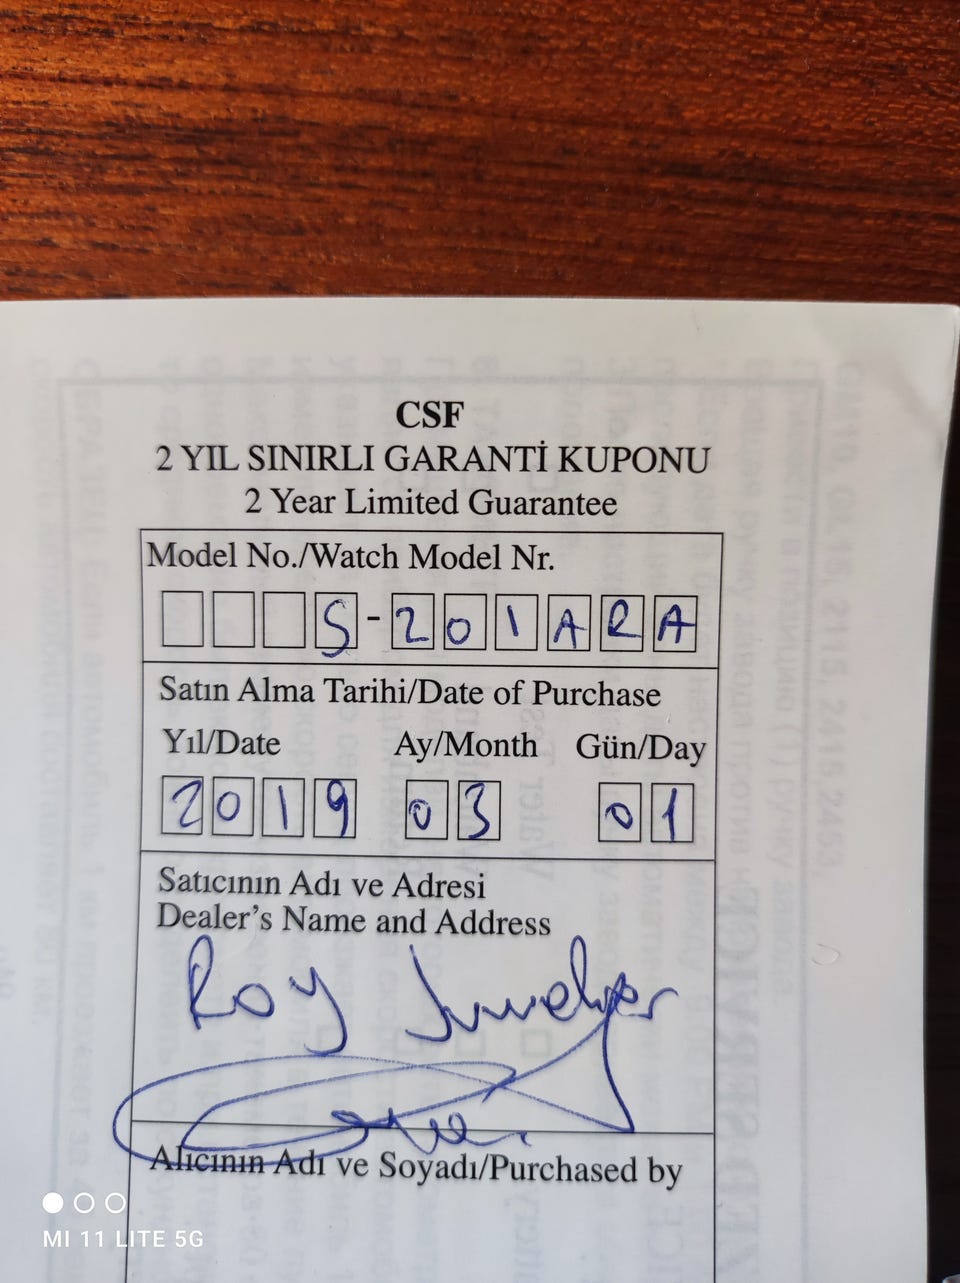 CSF
2 YIL SINIRLI GARANTİ KUPONU
2 Year Limited Guarantee
Model No./Watch Model Nr.
S-201ARA
Satın Alma Tarihi/Date of Purchase
Yıl/Date Ay/Month Gün/Day
2019 03 01
Satıcının Adı ve Adresi
Dealer's Name and Address
Roy
Alıcının Adı ve Soyadı/Purchased by
MI 11 LITE 5G